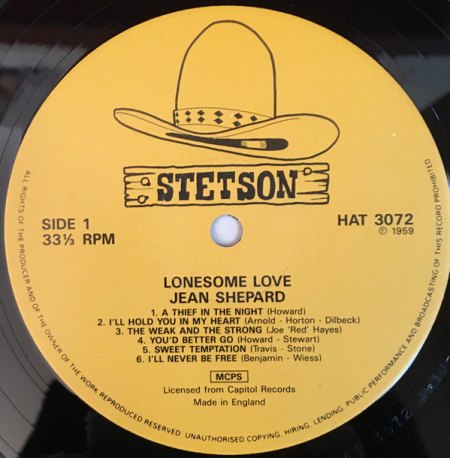 STETSON
SIDE 1
33⅓ RPM
HAT 3072
℗ 1959
LONESOME LOVE
JEAN SHEPARD
1. A THIEF IN THE NIGHT (Howard)
2. I'LL HOLD YOU IN MY HEART (Arnold - Horton - Dilbeck)
3. THE WEAK AND THE STRONG (Joe 'Red' Hayes)
4. YOU'D BETTER GO (Howard - Stewart)
5. SWEET TEMPTATION (Travis - Stone)
6. I'LL NEVER BE FREE (Benjamin - Wiess)
MCPS
Licensed from Capitol Records
Made in England
ALL RIGHTS OF THE PRODUCER AND OF THE OWNER OF THE WORK REPRODUCED RESERVED. UNAUTHORISED COPYING, HIRING, LENDING, PUBLIC PERFORMANCE AND BROADCASTING OF THIS RECORD PROHIBITED
3072